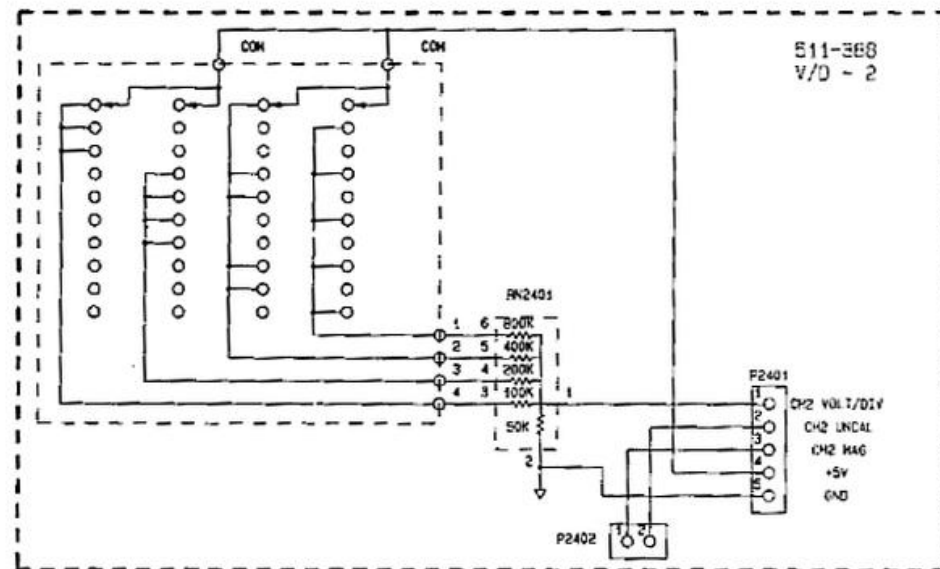 COM
COM
511-388
V/D - 2
RN2401
1 6 800K
2 5 400K
3 4 200K
4 3 100K
1
50K
2
P2401
1 CH2 VOLT/DIV
2 CH2 UNCAL
3 CH2 MAG
4 +5V
5 GND
P2402
1 2